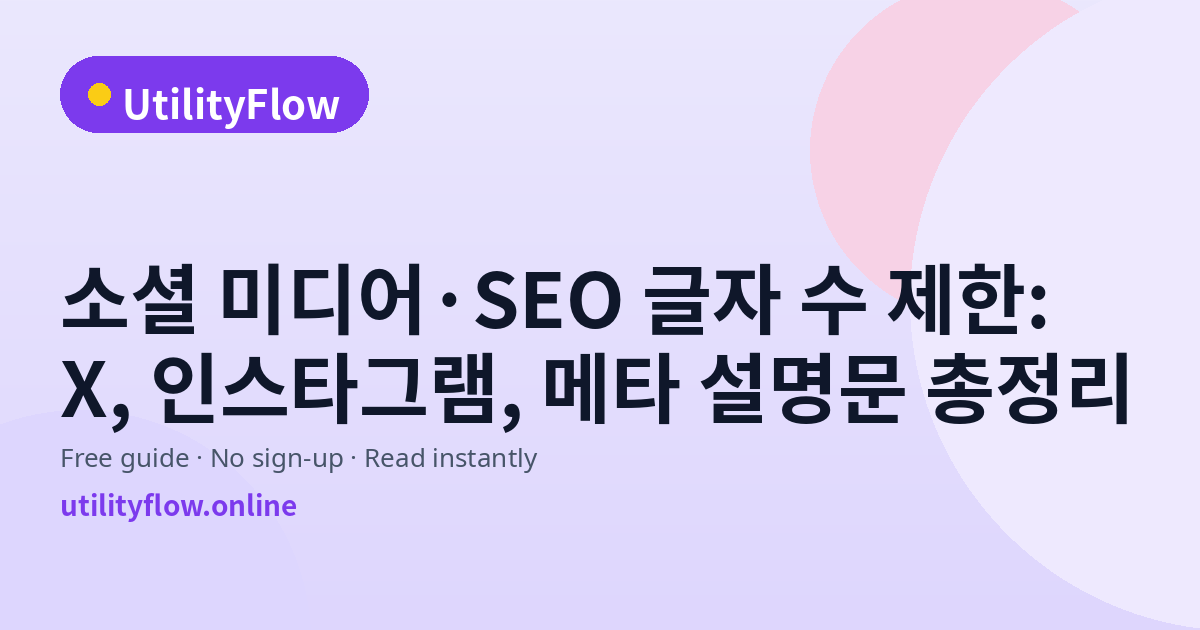 UtilityFlow
소셜 미디어·SEO 글자 수 제한:
X, 인스타그램, 메타 설명문 총정리
Free guide · No sign-up · Read instantly
utilityflow.online